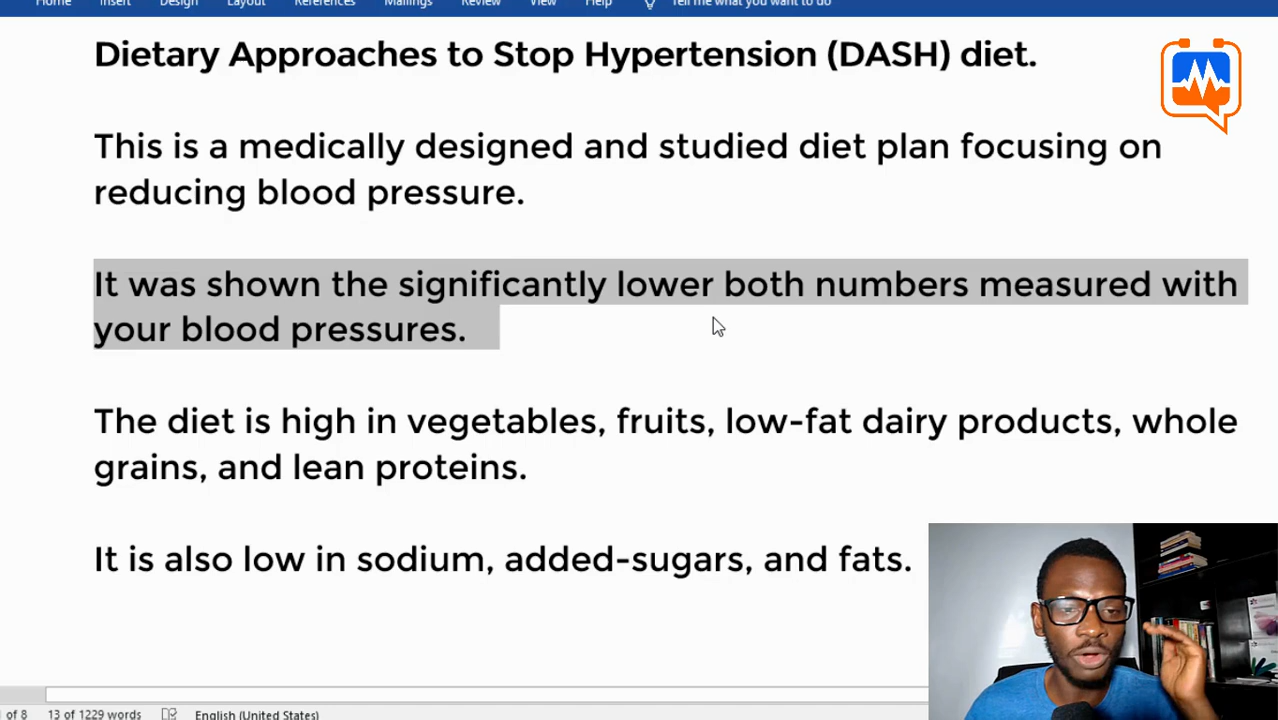 Home Insert Design Layout References Mailings Review View Help Tell me what you want to do
Dietary Approaches to Stop Hypertension (DASH) diet.
This is a medically designed and studied diet plan focusing on
reducing blood pressure.
It was shown the significantly lower both numbers measured with
your blood pressures.
The diet is high in vegetables, fruits, low-fat dairy products, whole
grains, and lean proteins.
It is also low in sodium, added-sugars, and fats.
of 8 13 of 1229 words English (United States)